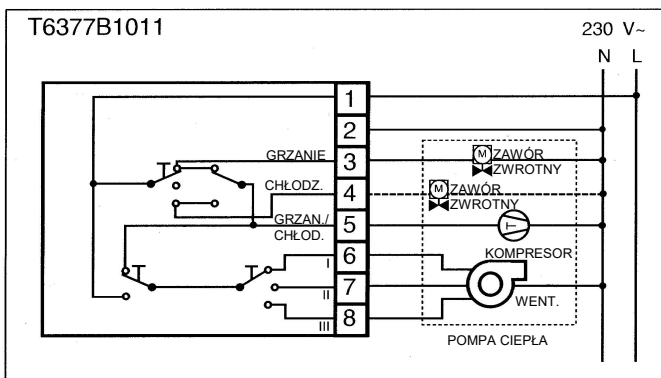 T6377B1011
230 V~
N L
1
2
GRZANIE 3 M ZAWÓR ZWROTNY
CHŁODZ. 4 M ZAWÓR ZWROTNY
GRZAN./ CHŁOD. 5
KOMPRESOR
I 6
II 7
WENT.
III 8
POMPA CIEPŁA